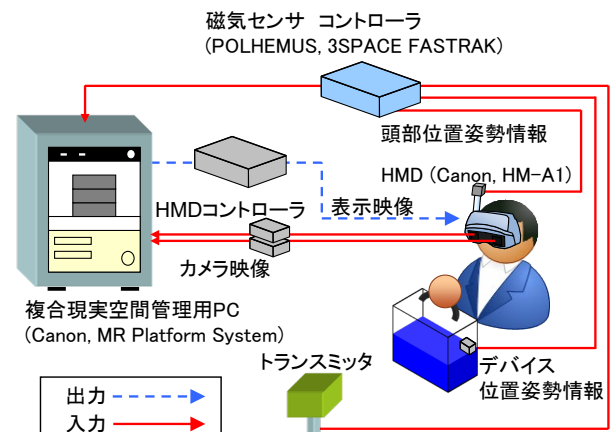 磁気センサ コントローラ
(POLHEMUS, 3SPACE FASTRAK)
頭部位置姿勢情報
HMD (Canon, HM-A1)
HMDコントローラ
表示映像
カメラ映像
複合現実空間管理用PC
(Canon, MR Platform System)
トランスミッタ
デバイス
位置姿勢情報
出力
入力